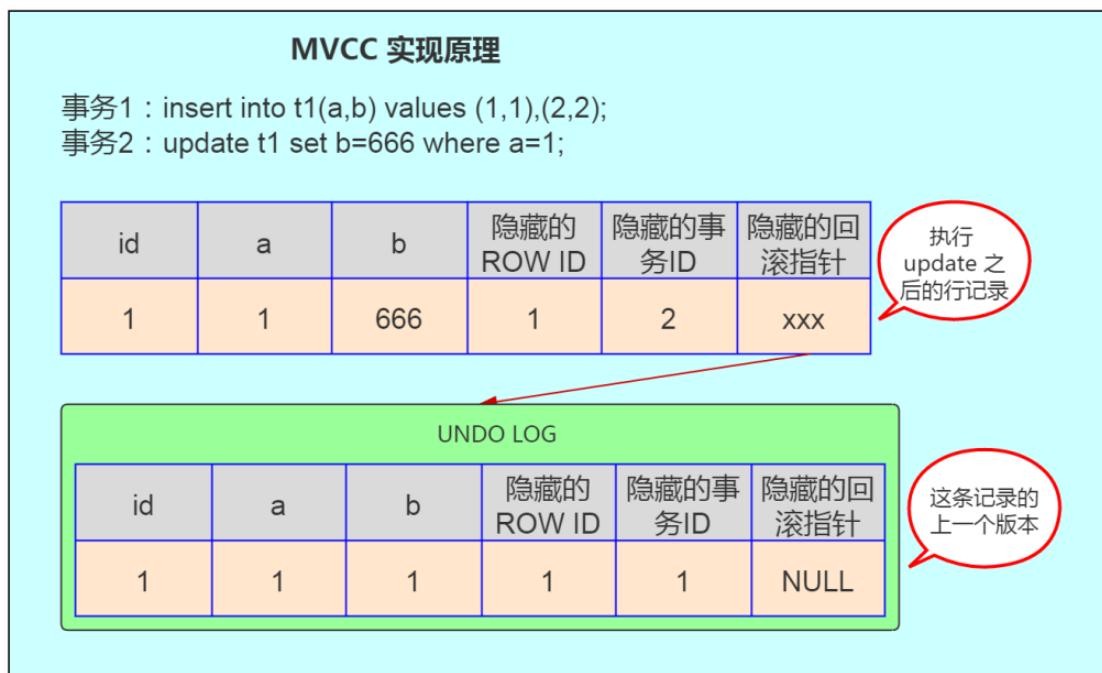 MVCC 实现原理
事务1：insert into t1(a,b) values (1,1),(2,2);
事务2：update t1 set b=666 where a=1;
id a b 隐藏的 ROW ID 隐藏的事务ID 隐藏的回滚指针
1 1 666 1 2 xxx
执行
update 之
后的行记录
UNDO LOG
id a b 隐藏的 ROW ID 隐藏的事务ID 隐藏的回滚指针
1 1 1 1 1 NULL
这条记录的
上一个版本